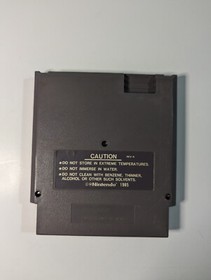 CAUTION
●DO NOT STORE IN EXTREME TEMPERATURES.
●DO NOT IMMERSE IN WATER.
●DO NOT CLEAN WITH BENZENE, THINNER,
ALCOHOL OR OTHER SUCH SOLVENTS.
©Nintendo 1985